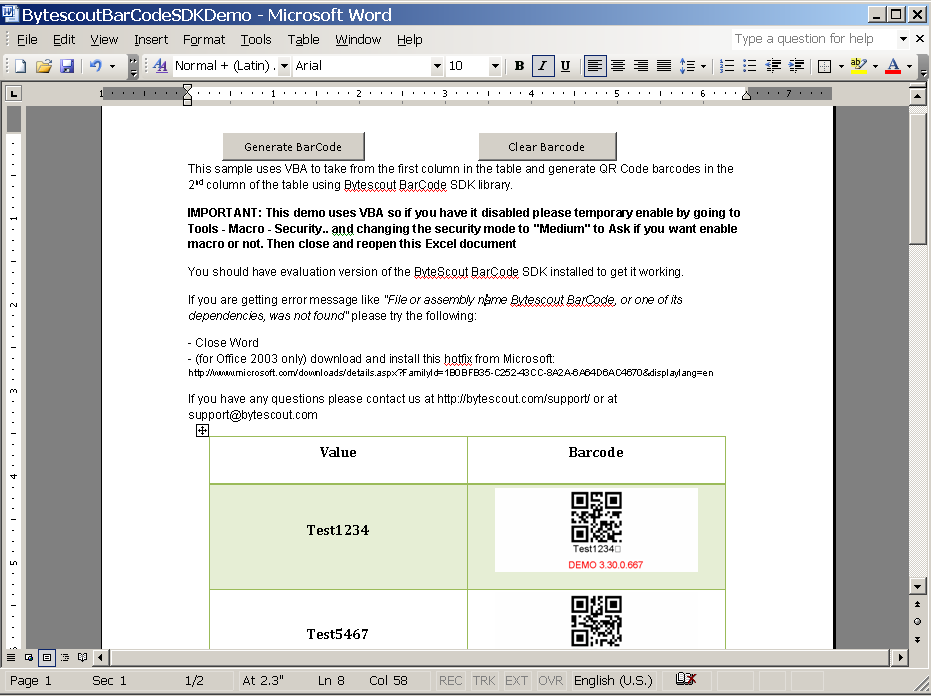 BytescoutBarCodeSDKDemo - Microsoft Word
File Edit View Insert Format Tools Table Window Help
Type a question for help
Normal + (Latin) . Arial 10 B I U
1 1 2 3 4 5 6 7
Generate BarCode Clear Barcode
This sample uses VBA to take from the first column in the table and generate QR Code barcodes in the
2nd column of the table using Bytescout BarCode SDK library.
IMPORTANT: This demo uses VBA so if you have it disabled please temporary enable by going to
Tools - Macro - Security.. and changing the security mode to "Medium" to Ask if you want enable
macro or not. Then close and reopen this Excel document
You should have evaluation version of the ByteScout BarCode SDK installed to get it working.
If you are getting error message like "File or assembly name Bytescout BarCode, or one of its
dependencies, was not found" please try the following:
- Close Word
- (for Office 2003 only) download and install this hotfix from Microsoft:
http://www.microsoft.com/downloads/details.aspx?FamilyId=1B0BFB35-C252-43CC-8A2A-6A64D6AC4670&displaylang=en
If you have any questions please contact us at http://bytescout.com/support/ or at
support@bytescout.com
Value Barcode
Test1234
Test1234□
DEMO 3.30.0.667
Test5467
Page 1 Sec 1 1/2 At 2.3" Ln 8 Col 58 REC TRK EXT OVR English (U.S.)